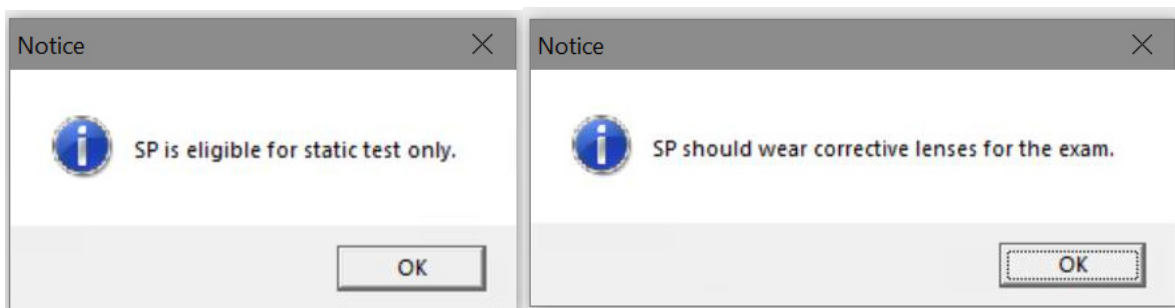 Notice
SP is eligible for static test only.
OK
Notice
SP should wear corrective lenses for the exam.
OK